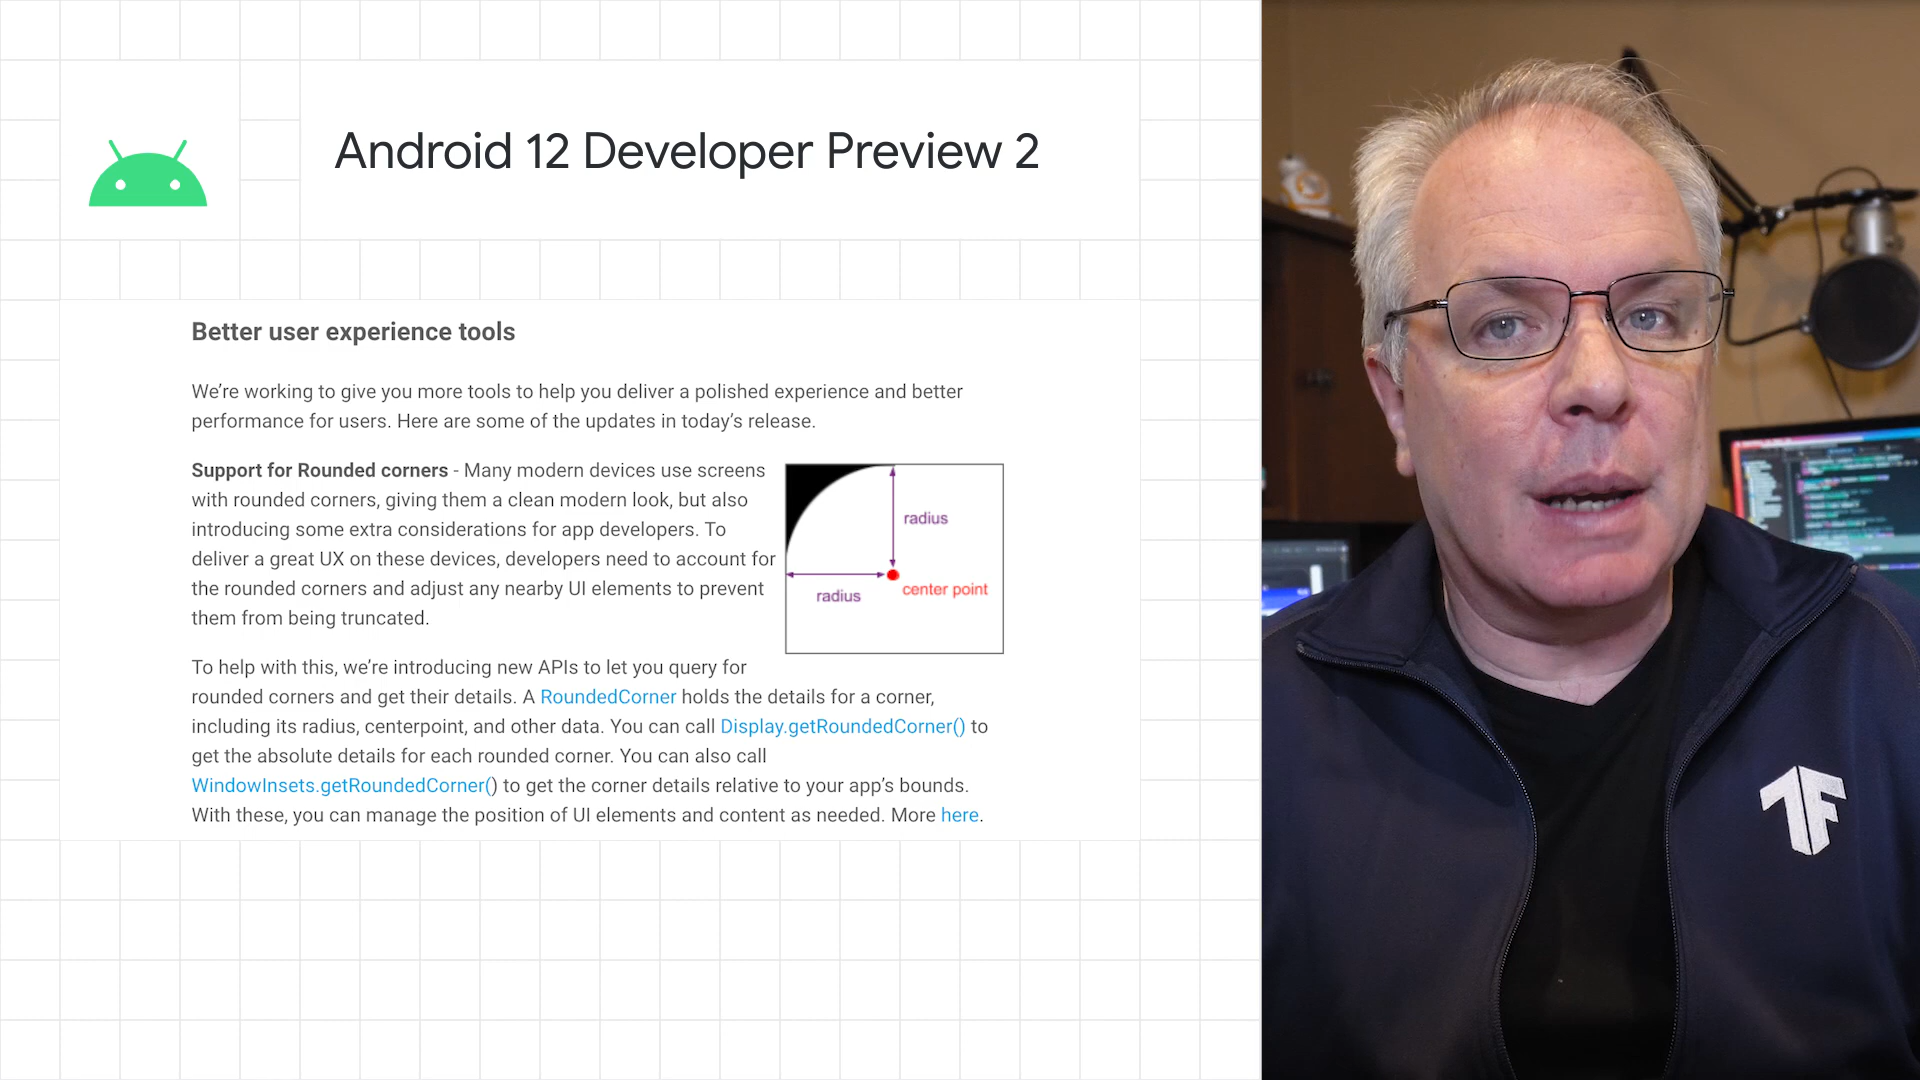 Android 12 Developer Preview 2
Better user experience tools
We’re working to give you more tools to help you deliver a polished experience and better
performance for users. Here are some of the updates in today’s release.
Support for Rounded corners - Many modern devices use screens
with rounded corners, giving them a clean modern look, but also
introducing some extra considerations for app developers. To
deliver a great UX on these devices, developers need to account for
the rounded corners and adjust any nearby UI elements to prevent
them from being truncated.
radius
radius
center point
To help with this, we’re introducing new APIs to let you query for
rounded corners and get their details. A RoundedCorner holds the details for a corner,
including its radius, centerpoint, and other data. You can call Display.getRoundedCorner() to
get the absolute details for each rounded corner. You can also call
WindowInsets.getRoundedCorner() to get the corner details relative to your app’s bounds.
With these, you can manage the position of UI elements and content as needed. More here.